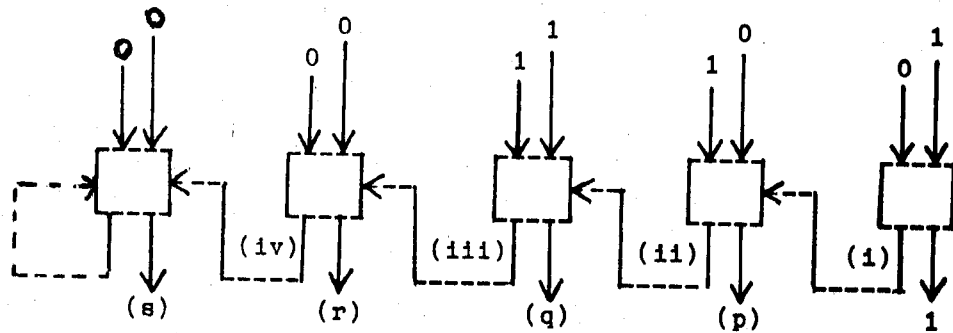 0 0 0 0 1 1 1 0 0 1
(iv) (iii) (ii) (i)
(s) (r) (q) (p) 1